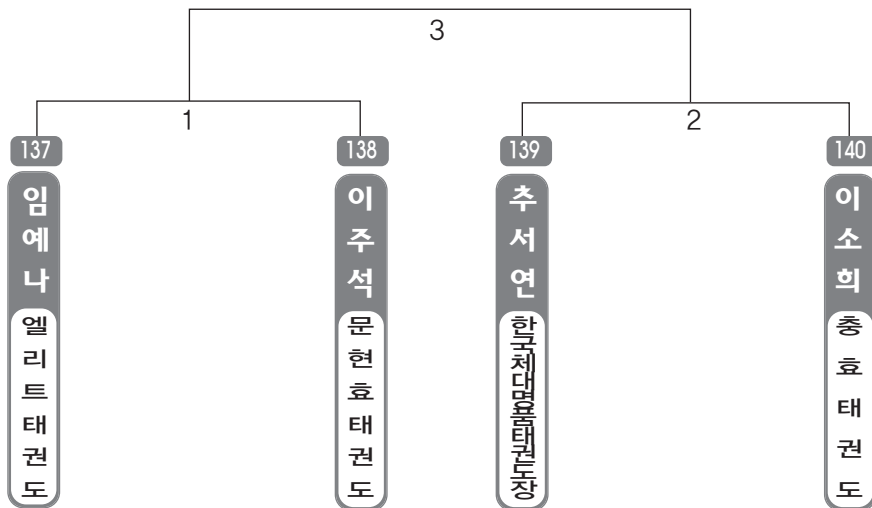 3
1
2
137
138
139
140
임예나
이주석
추서연
이소희
엘리트태권도
문현효태권도
한국체대명품태권도장
충효태권도